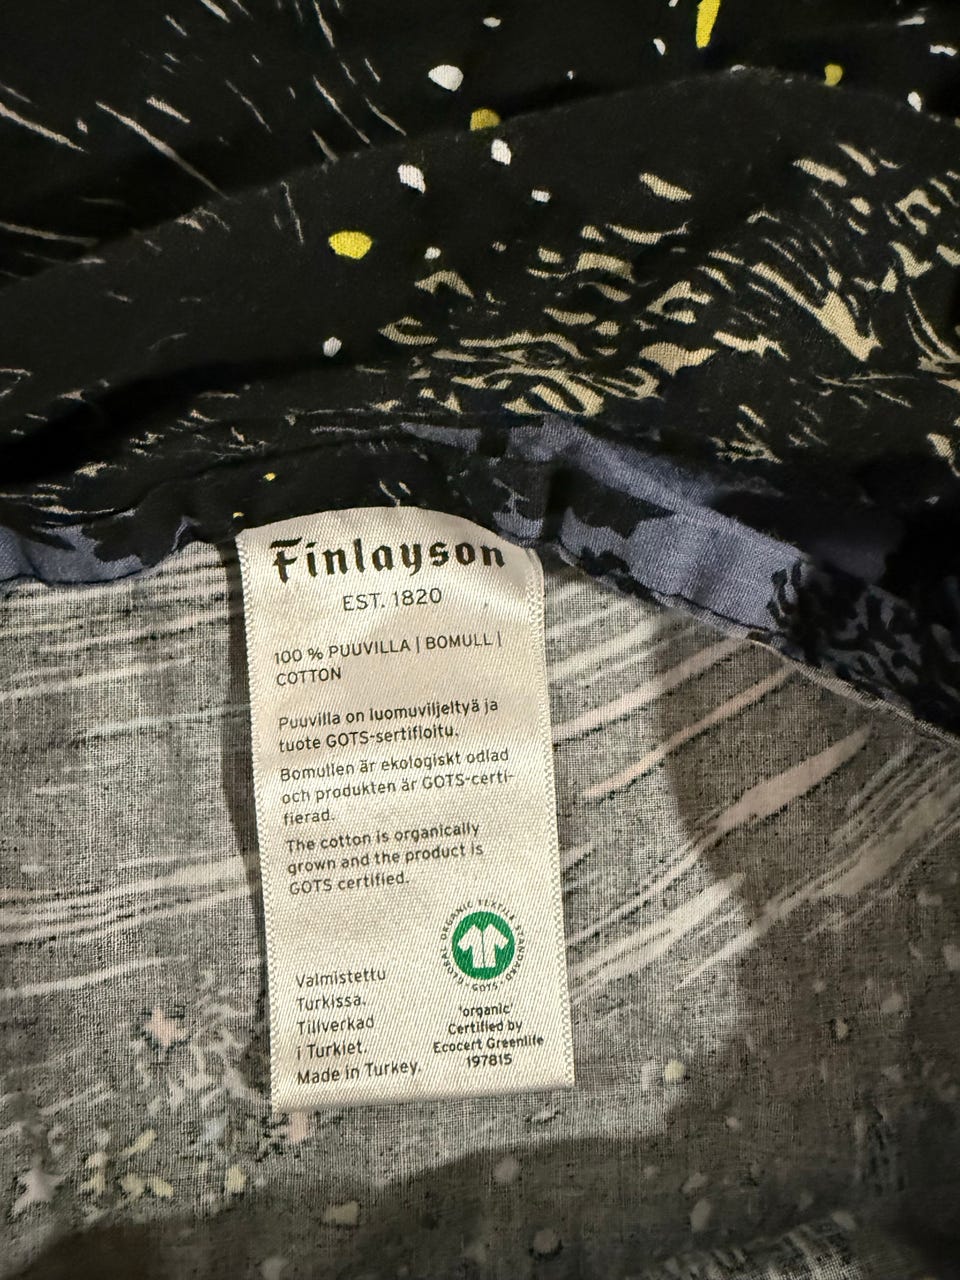 Finlayson
EST. 1820
100 % PUUVILLA | BOMULL |
COTTON
Puuvilla on luomuviljeltyä ja
tuote GOTS-sertifioitu.
Bomullen är ekologiskt odlad
och produkten är GOTS-certi-
fierad.
The cotton is organically
grown and the product is
GOTS certified.
GLOBAL ORGANIC TEXTILE STANDARD
· GOTS ·
Valmistettu
Turkissa.
Tillverkad
i Turkiet.
Made in Turkey.
'organic'
Certified by
Ecocert Greenlife
197815